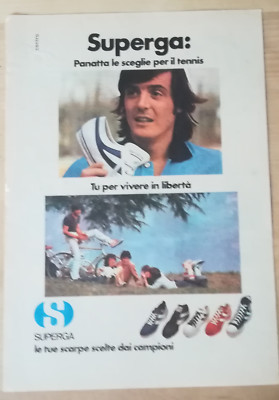 Superga:
Panatta le sceglie per il tennis
Tu per vivere in libertà
SUPERGA
le tue scarpe scelte dai campioni